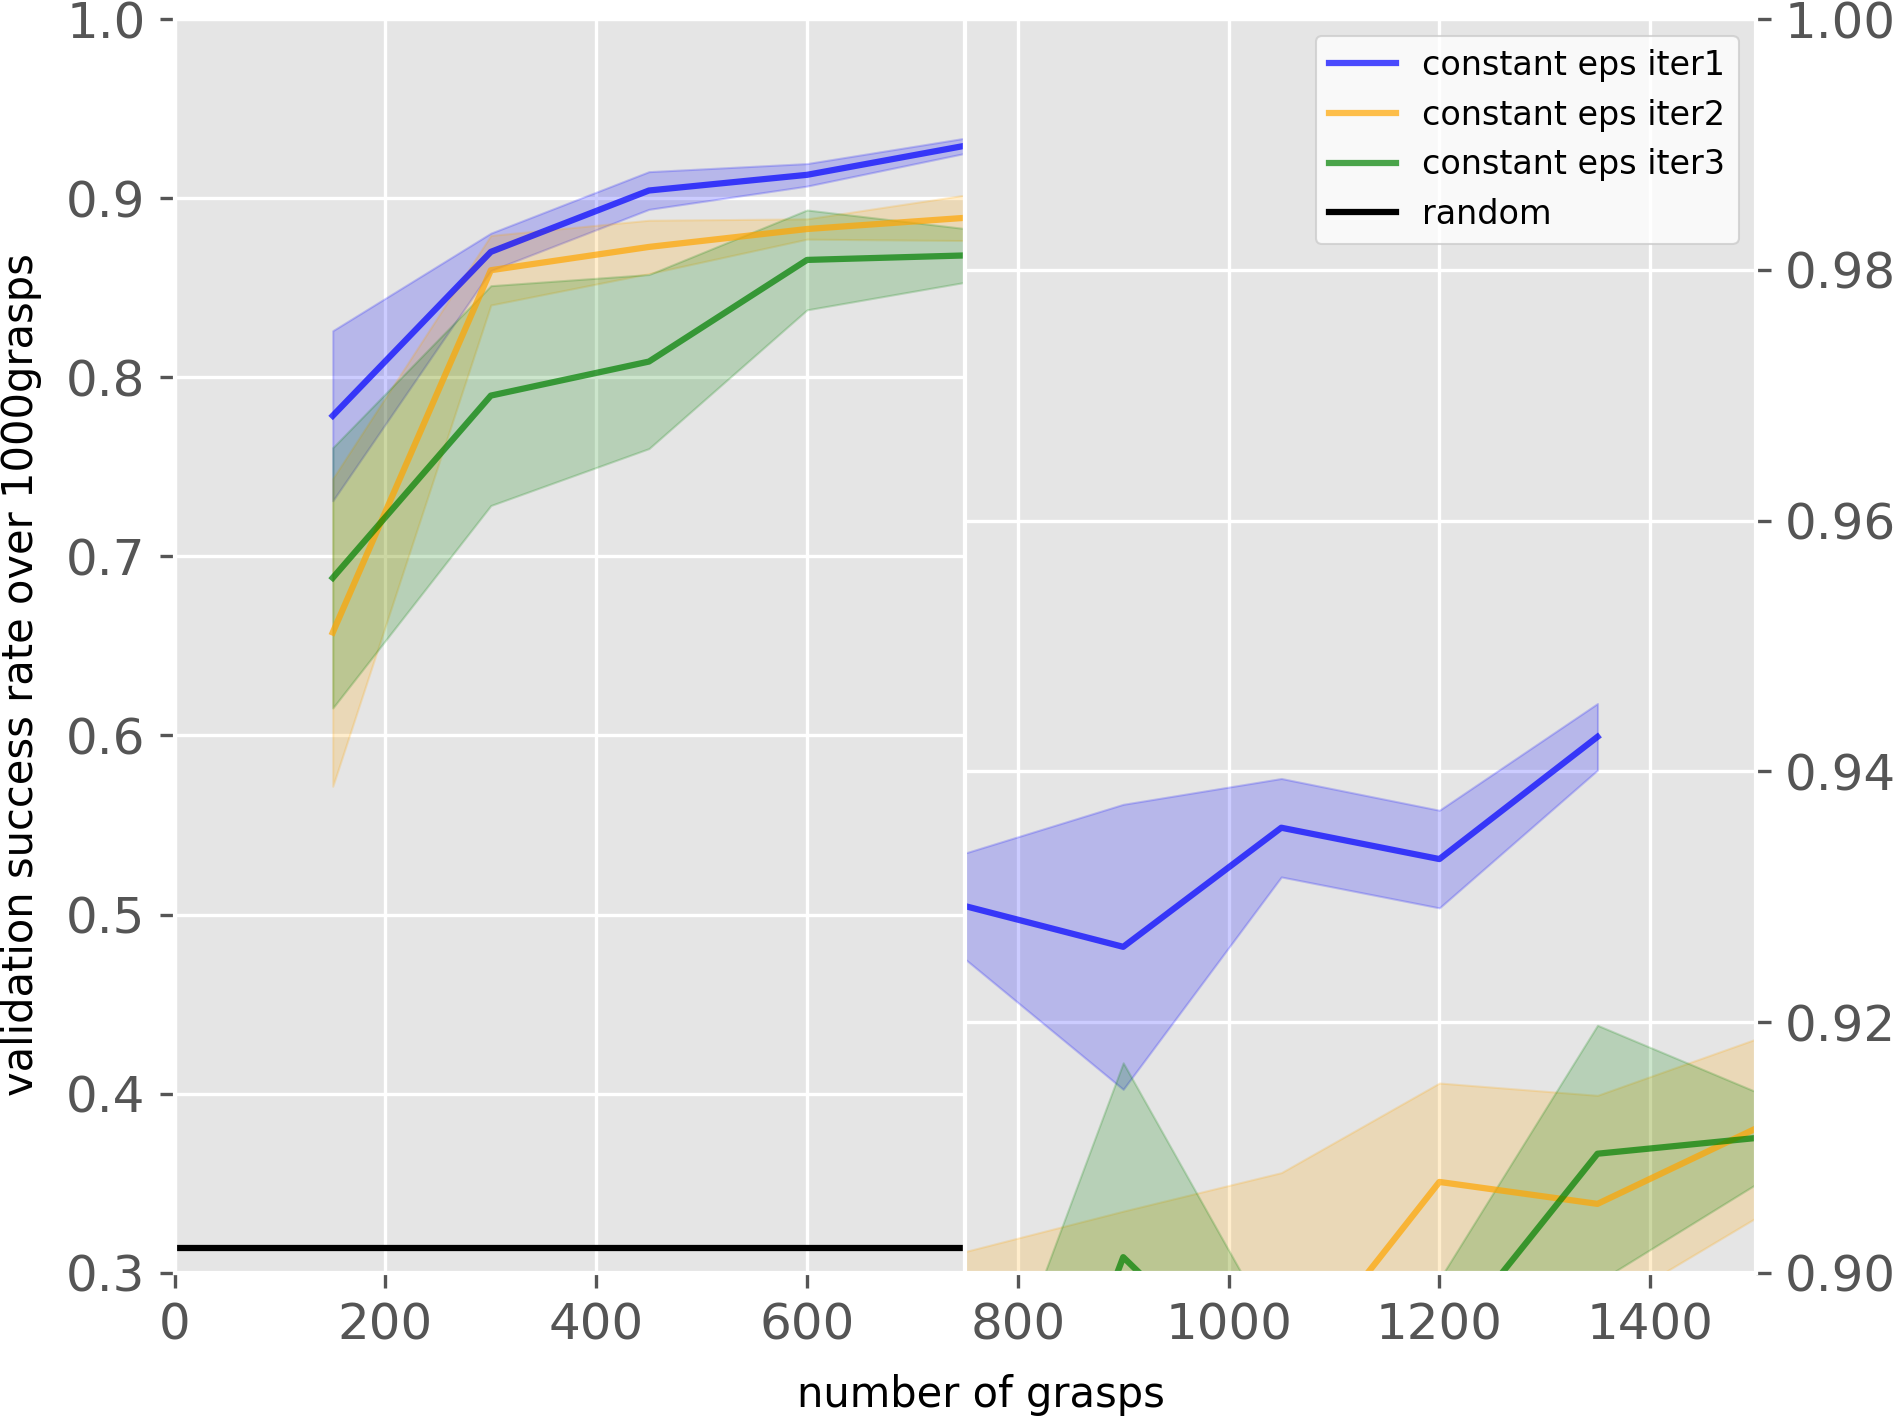 validation success rate over 1000grasps
1.0
0.9
0.8
0.7
0.6
0.5
0.4
0.3
constant eps iter1
constant eps iter2
constant eps iter3
random
1.00
0.98
0.96
0.94
0.92
0.90
0 200 400 600 800 1000 1200 1400
number of grasps